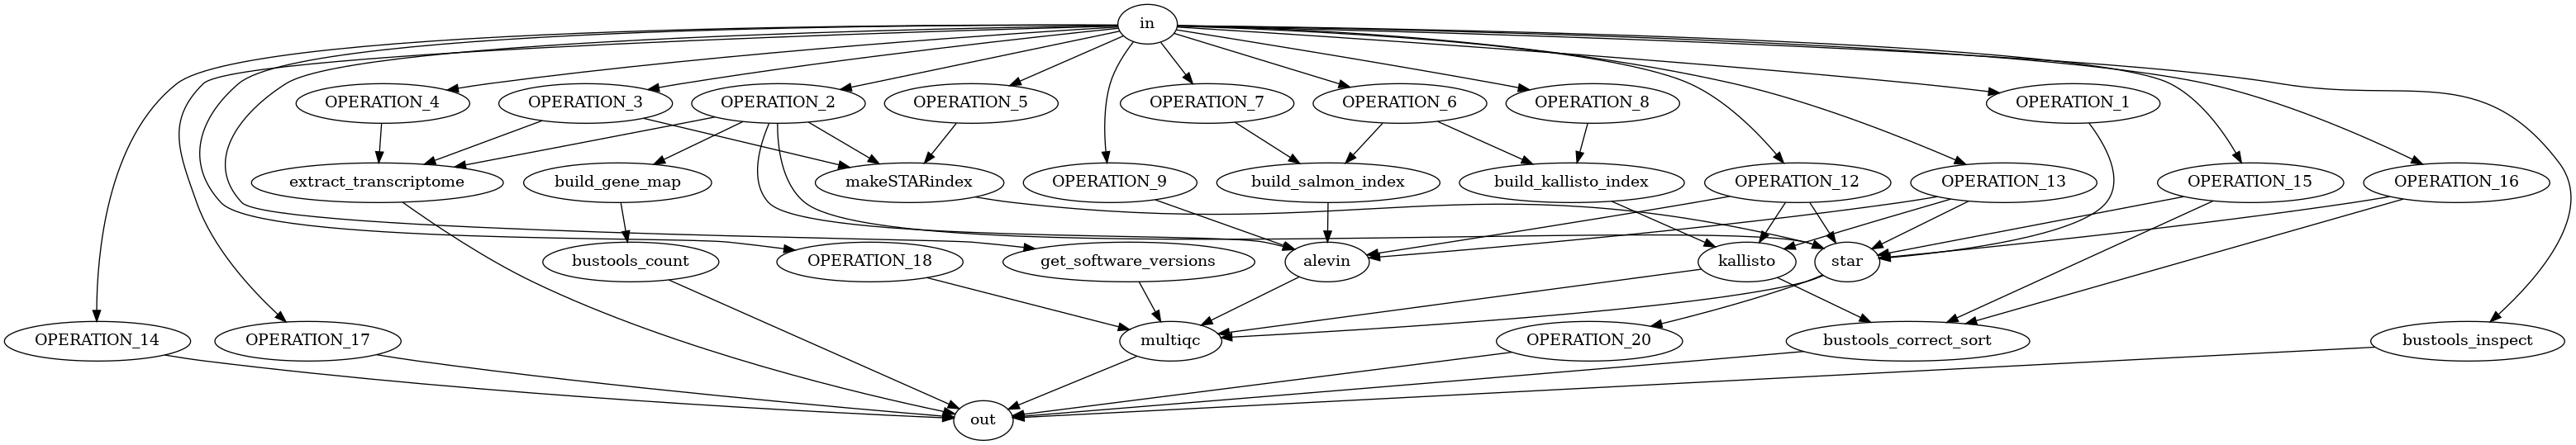 in
OPERATION_4
OPERATION_3
OPERATION_2
OPERATION_5
OPERATION_7
OPERATION_6
OPERATION_8
OPERATION_1
extract_transcriptome
build_gene_map
makeSTARindex
OPERATION_9
build_salmon_index
build_kallisto_index
OPERATION_12
OPERATION_13
OPERATION_15
OPERATION_16
bustools_count
OPERATION_18
get_software_versions
alevin
kallisto
star
OPERATION_14
OPERATION_17
multiqc
OPERATION_20
bustools_correct_sort
bustools_inspect
out